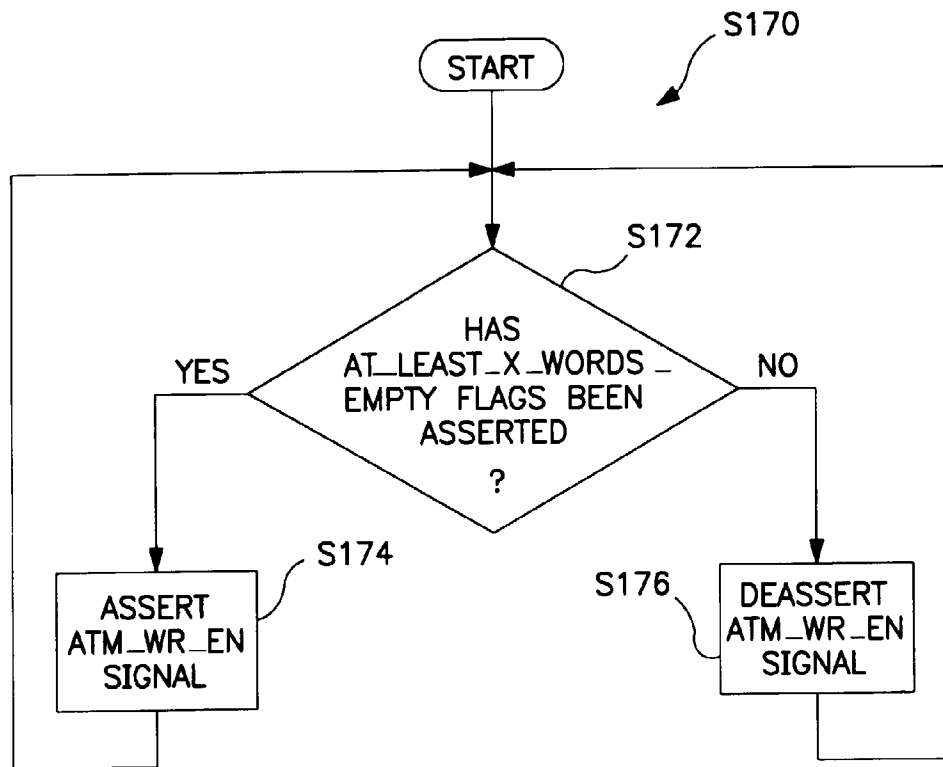 S170
START
S172
HAS
AT_LEAST_X_WORDS_
EMPTY FLAGS BEEN
ASSERTED
?
YES
NO
S174
ASSERT
ATM_WR_EN
SIGNAL
S176
DEASSERT
ATM_WR_EN
SIGNAL